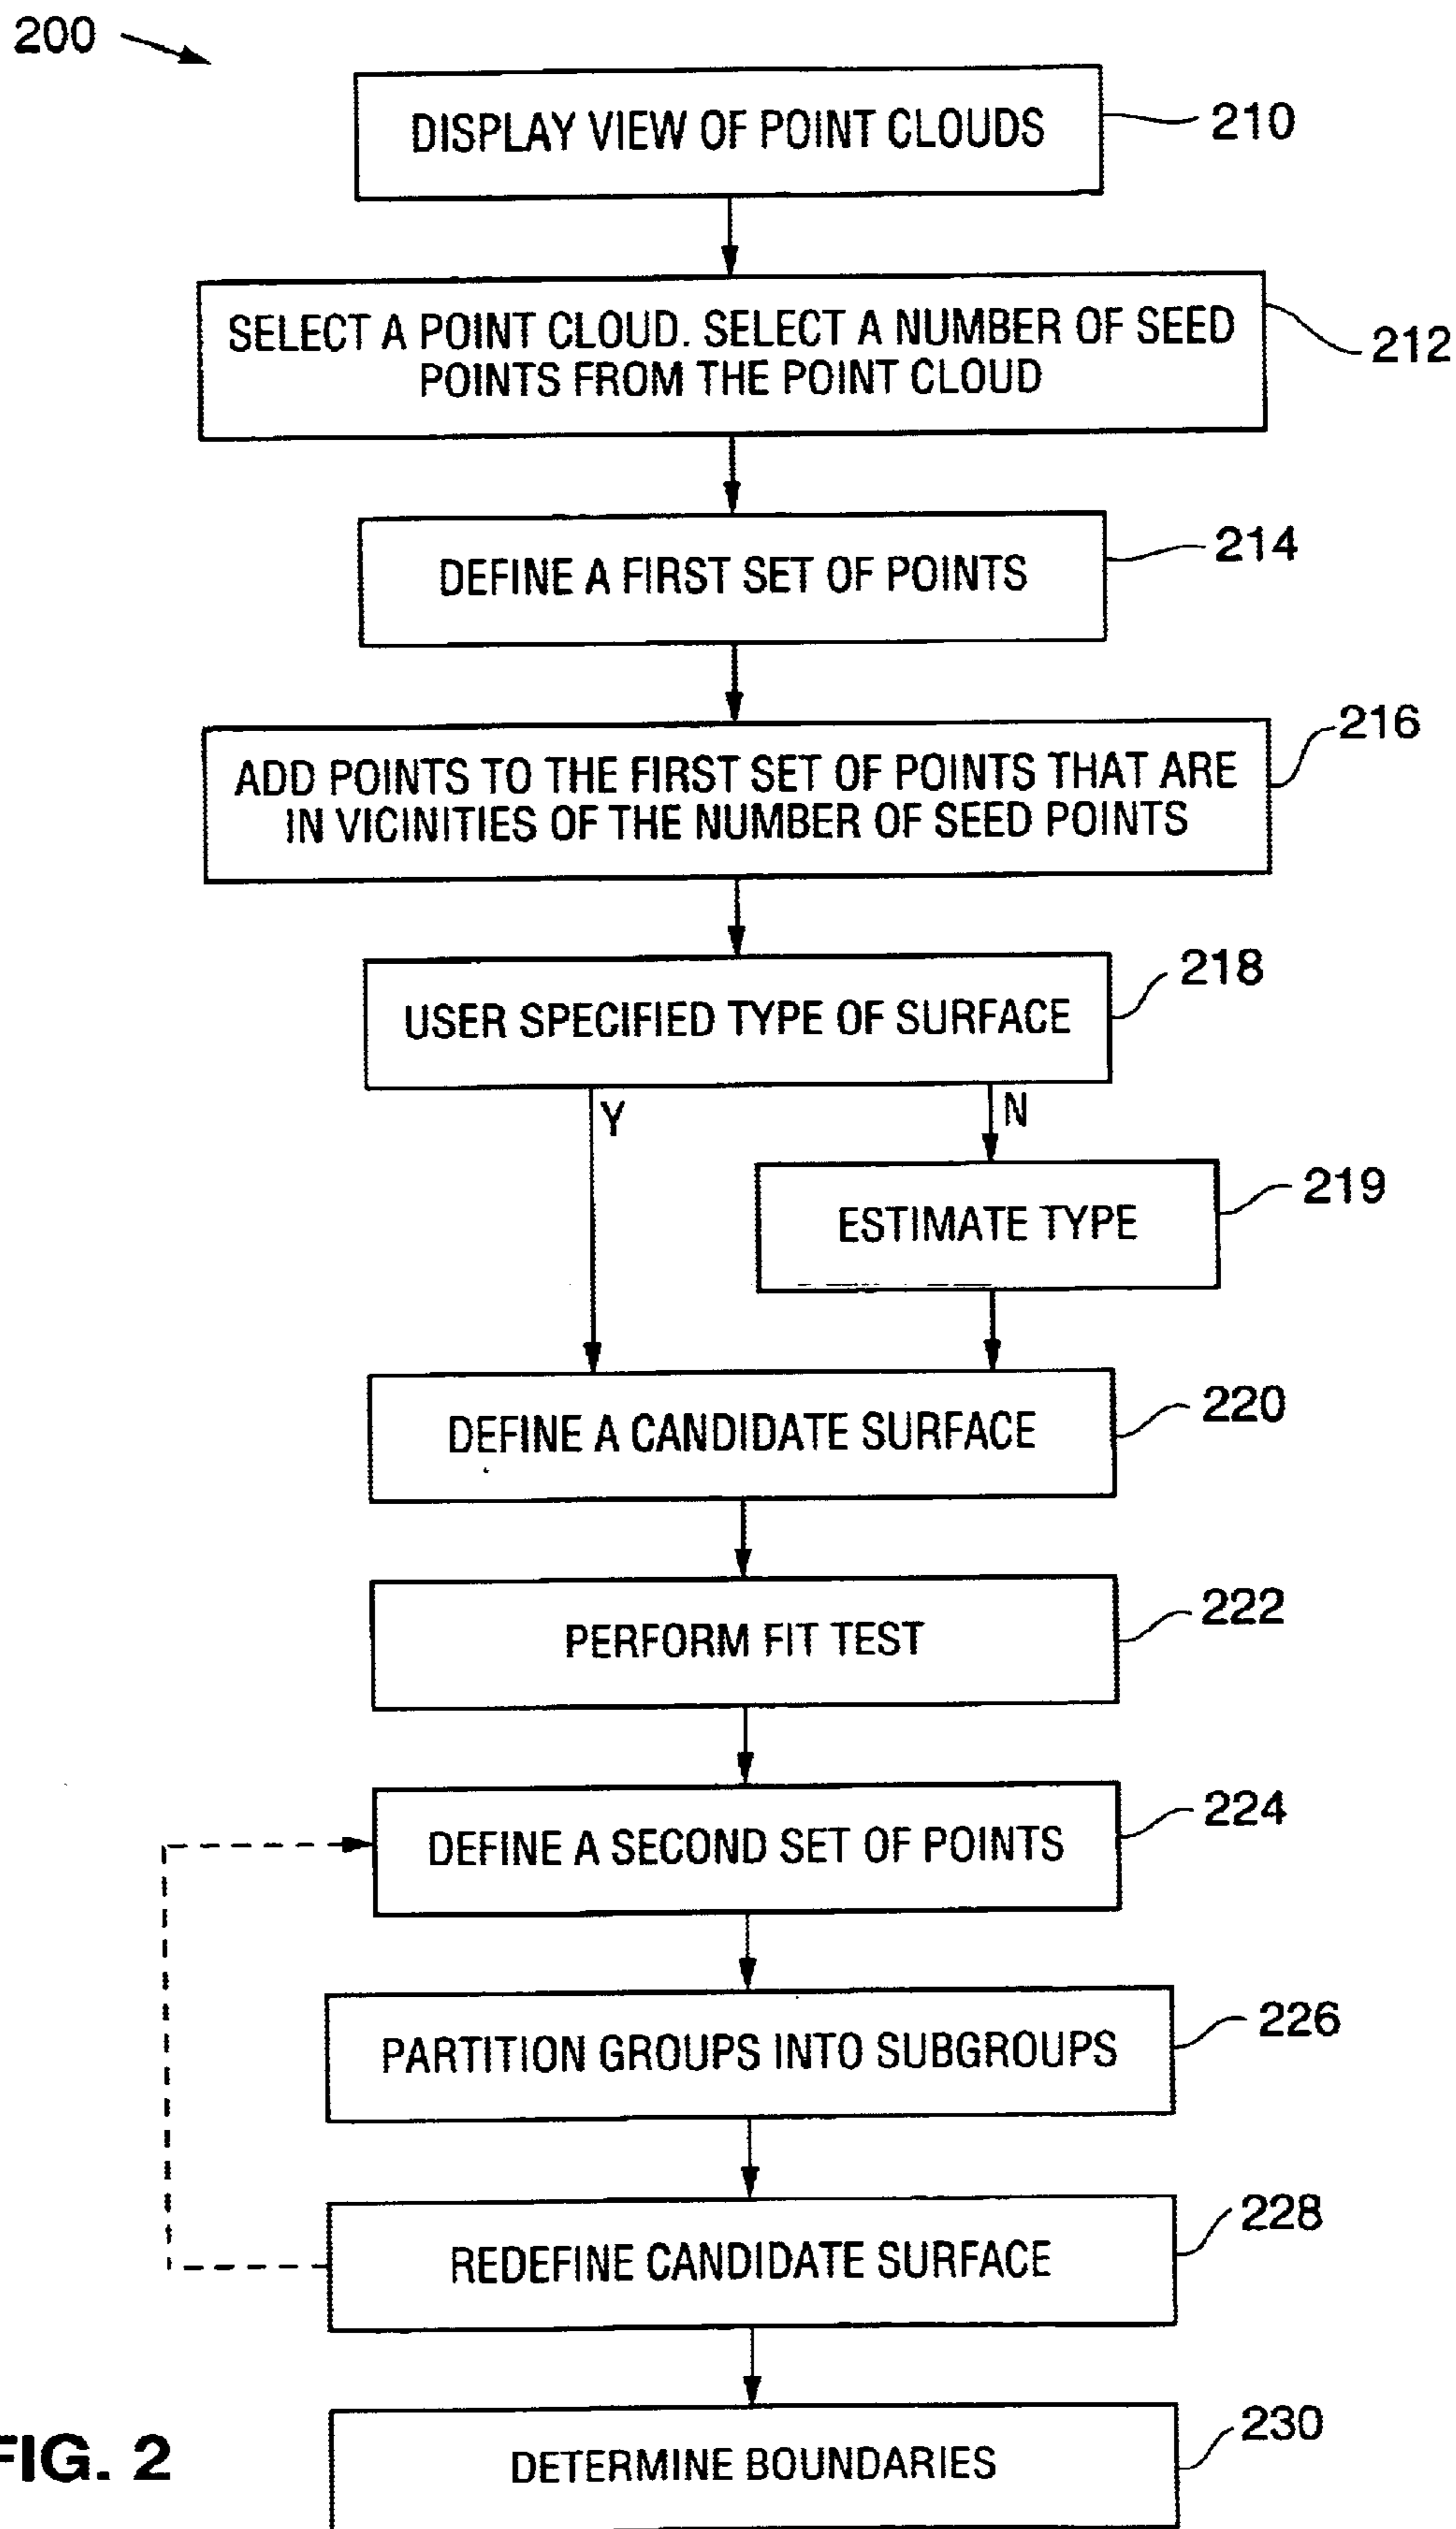 200
DISPLAY VIEW OF POINT CLOUDS
210
SELECT A POINT CLOUD. SELECT A NUMBER OF SEED
POINTS FROM THE POINT CLOUD
212
DEFINE A FIRST SET OF POINTS
214
ADD POINTS TO THE FIRST SET OF POINTS THAT ARE
IN VICINITIES OF THE NUMBER OF SEED POINTS
216
USER SPECIFIED TYPE OF SURFACE
218
Y
N
ESTIMATE TYPE
219
DEFINE A CANDIDATE SURFACE
220
PERFORM FIT TEST
222
DEFINE A SECOND SET OF POINTS
224
PARTITION GROUPS INTO SUBGROUPS
226
REDEFINE CANDIDATE SURFACE
228
DETERMINE BOUNDARIES
230
FIG. 2